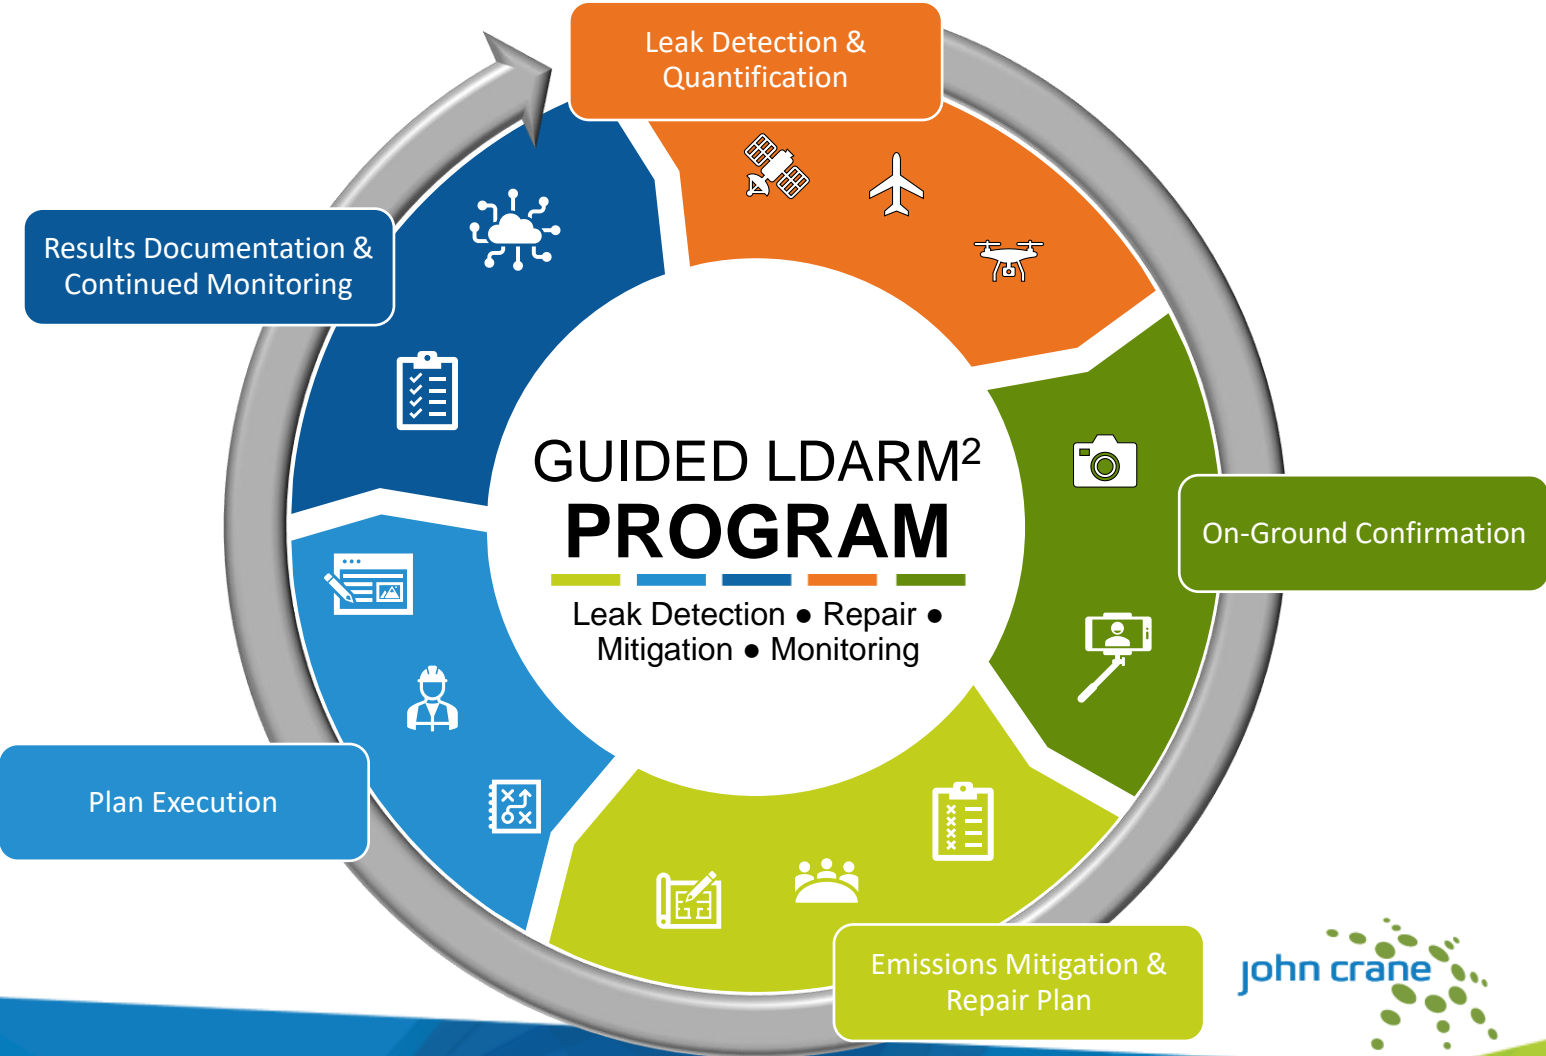 Leak Detection &
Quantification
Results Documentation &
Continued Monitoring
GUIDED LDARM²
PROGRAM
Leak Detection ● Repair ●
Mitigation ● Monitoring
On-Ground Confirmation
Plan Execution
Emissions Mitigation &
Repair Plan
john crane